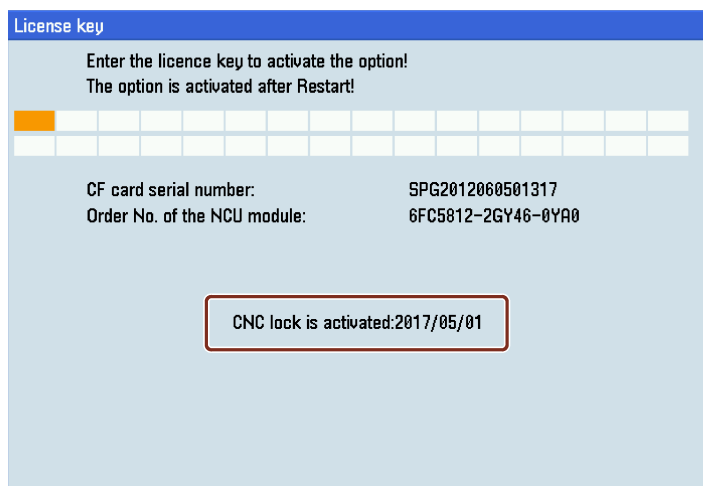 License key
Enter the licence key to activate the option!
The option is activated after Restart!
CF card serial number: SPG2012060501317
Order No. of the NCU module: 6FC5812-2GY46-0YA0
CNC lock is activated:2017/05/01